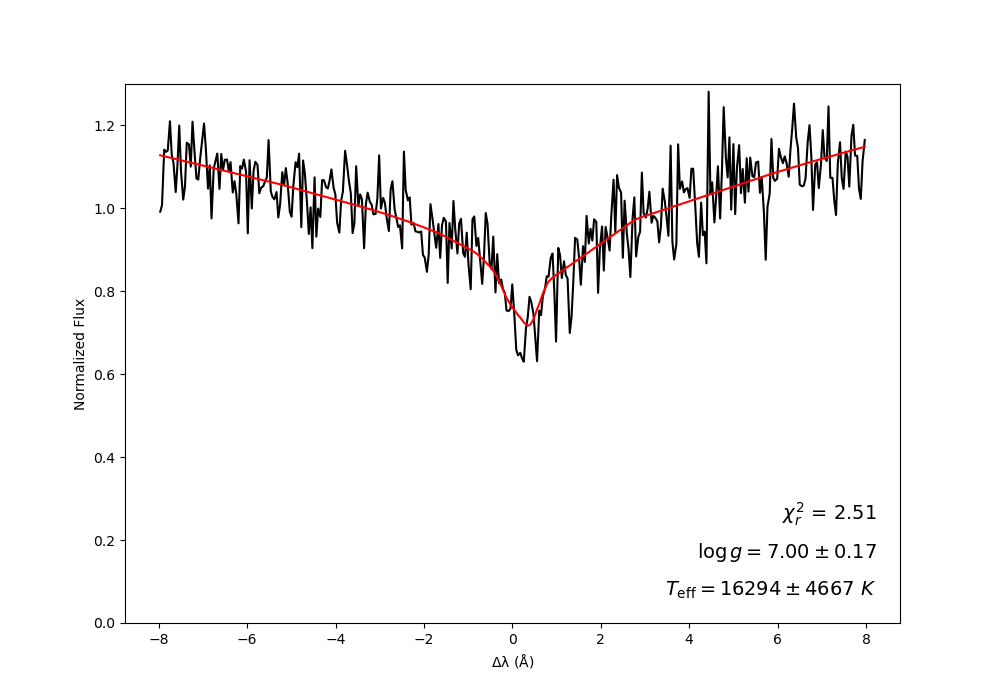 1.2
1.0
0.8
0.6
0.4
0.2
0.0
Normalized Flux
χ²ᵣ = 2.51
log g = 7.00 ± 0.17
T_eff = 16294 ± 4667 K
−8 −6 −4 −2 0 2 4 6 8
Δλ (Å)